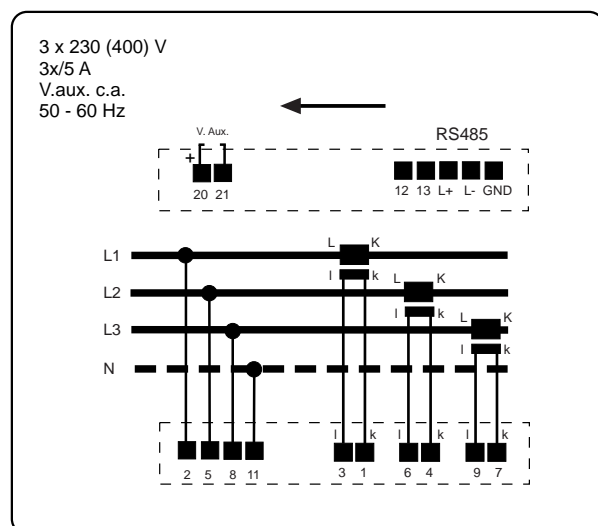 3 x 230 (400) V
3x/5 A
V.aux. c.a.
50 - 60 Hz
V. Aux.
RS485
+
20 21
12 13 L+ L- GND
L K
L1
l k
L K
L2
l k
L K
L3
l k
N
l k l k l k
2 5 8 11 3 1 6 4 9 7